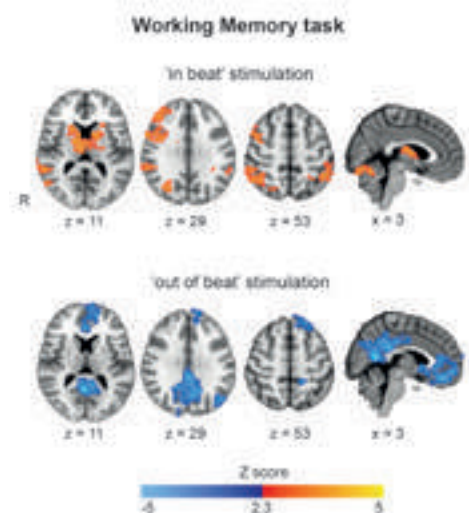 Working Memory task
'in beat' stimulation
R
z = 11 z = 29 z = 53 x = 3
'out of beat' stimulation
z = 11 z = 29 z = 53 x = 3
Z score
-5 2.3 5